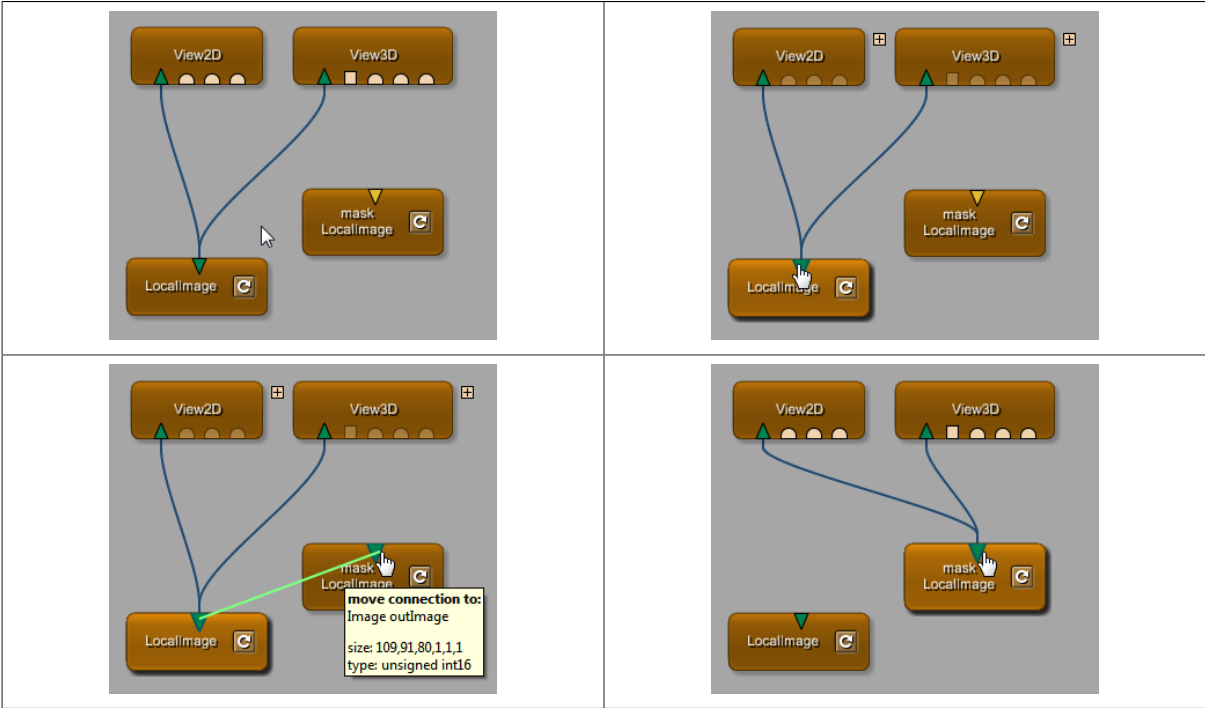 View2D
View3D
mask
LocalImage
LocalImage
View2D
View3D
mask
LocalImage
LocalImage
View2D
View3D
mask
LocalImage
move connection to:
Image outImage
size: 109,91,80,1,1,1
type: unsigned int16
LocalImage
View2D
View3D
mask
LocalImage
LocalImage